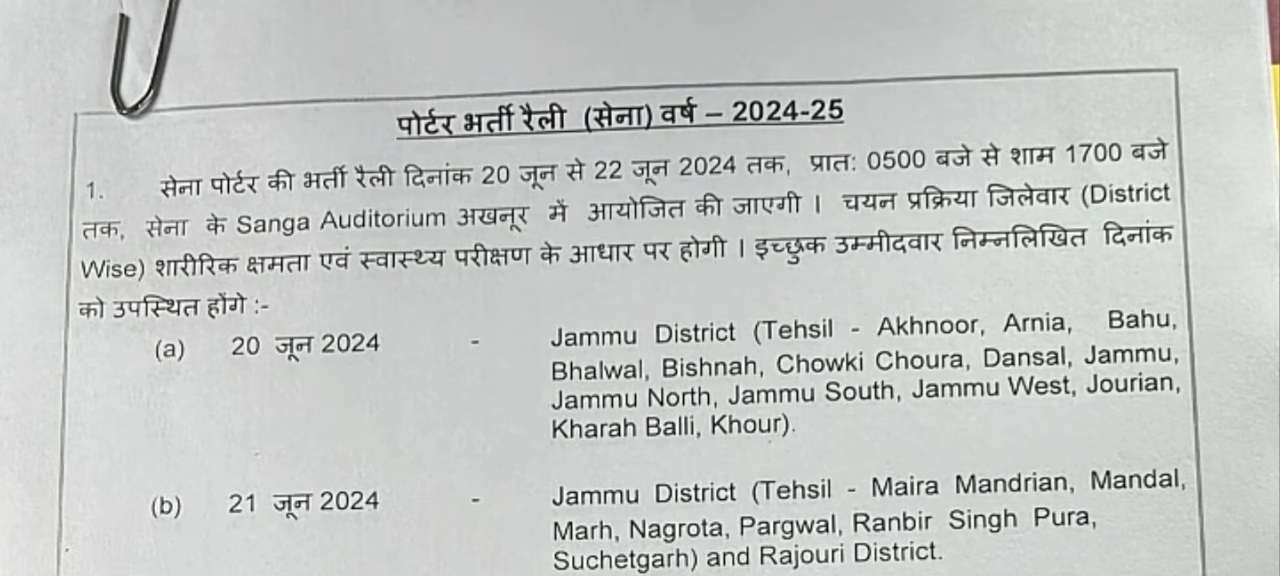 पोर्टर भर्ती रैली (सेना) वर्ष – 2024-25
1. सेना पोर्टर की भर्ती रैली दिनांक 20 जून से 22 जून 2024 तक, प्रात: 0500 बजे से शाम 1700 बजे
तक, सेना के Sanga Auditorium अखनूर में आयोजित की जाएगी । चयन प्रक्रिया जिलेवार (District
Wise) शारीरिक क्षमता एवं स्वास्थ्य परीक्षण के आधार पर होगी । इच्छुक उम्मीदवार निम्नलिखित दिनांक
को उपस्थित होंगे :-
(a) 20 जून 2024 - Jammu District (Tehsil - Akhnoor, Arnia, Bahu,
Bhalwal, Bishnah, Chowki Choura, Dansal, Jammu,
Jammu North, Jammu South, Jammu West, Jourian,
Kharah Balli, Khour).
(b) 21 जून 2024 - Jammu District (Tehsil - Maira Mandrian, Mandal,
Marh, Nagrota, Pargwal, Ranbir Singh Pura,
Suchetgarh) and Rajouri District.